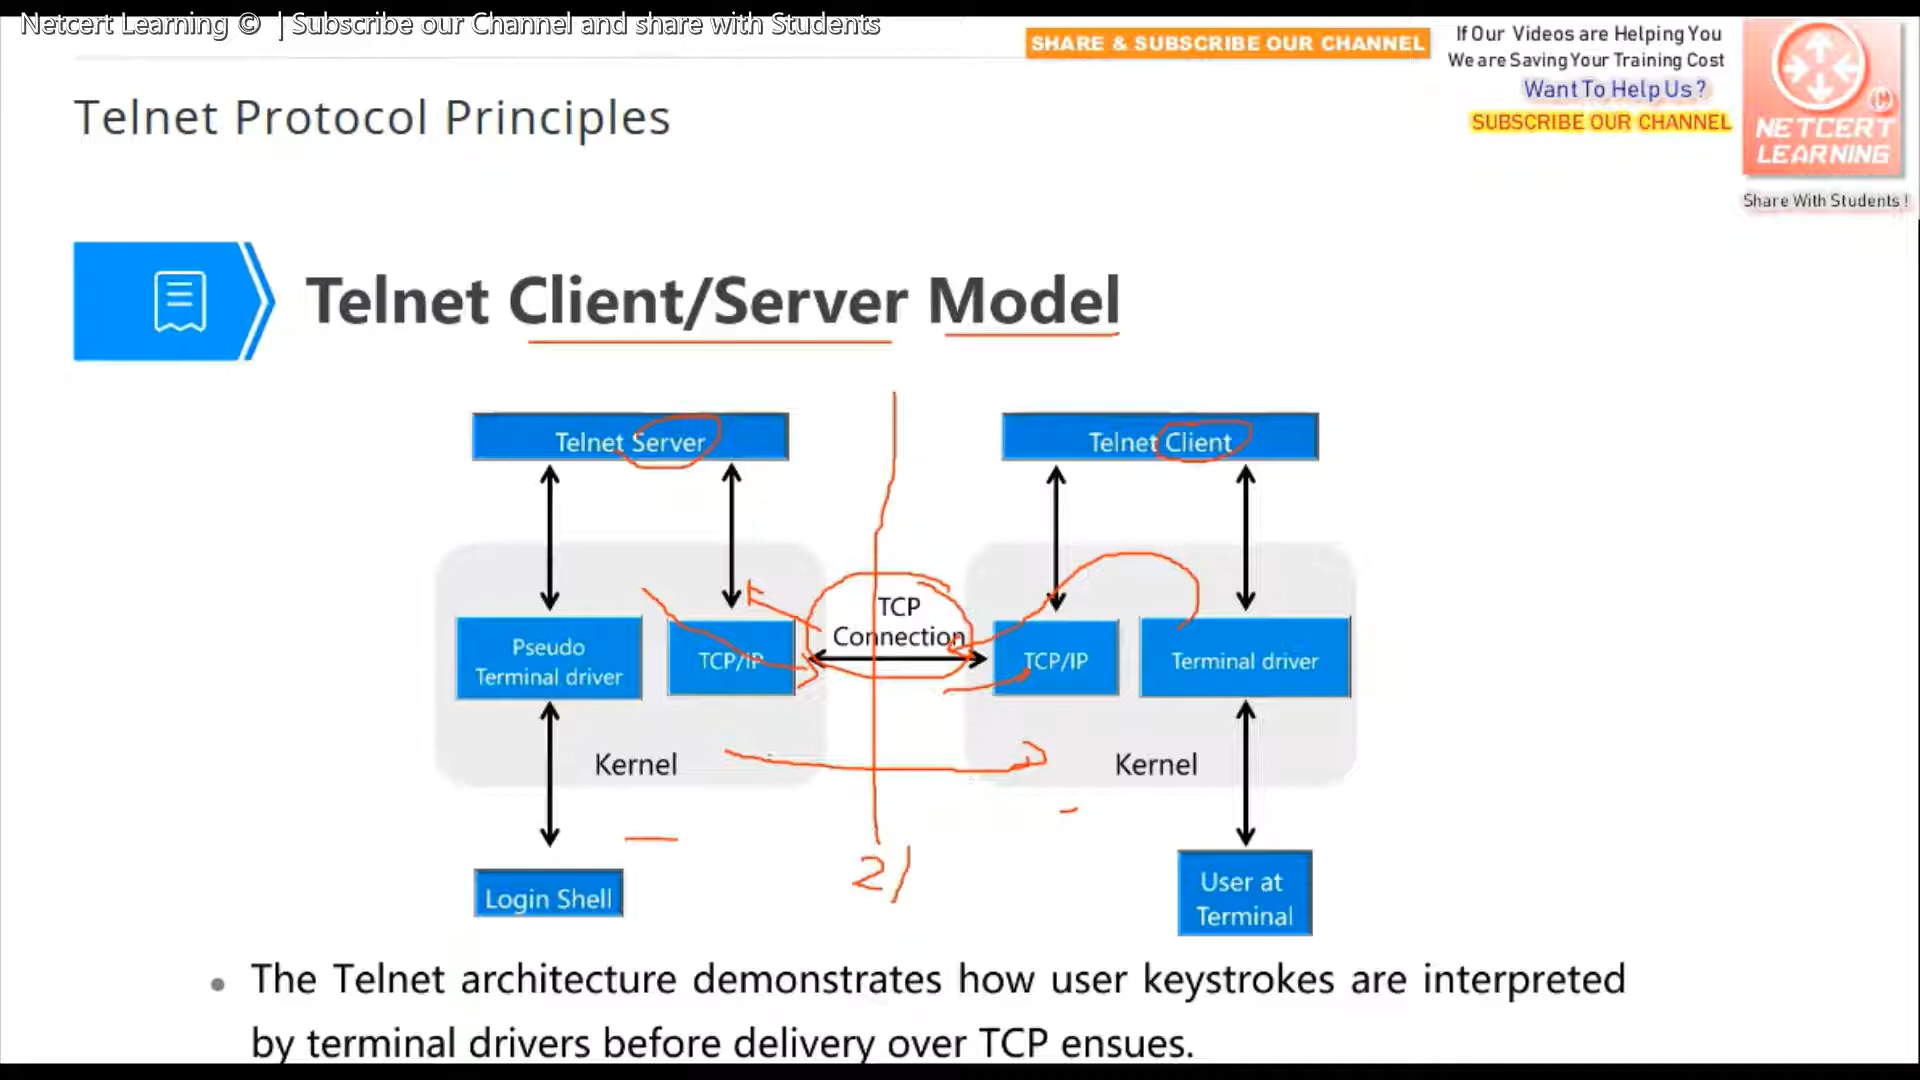 Netcert Learning © | Subscribe our Channel and share with Students
SHARE & SUBSCRIBE OUR CHANNEL
If Our Videos are Helping You
We are Saving Your Training Cost
Want To Help Us ?
SUBSCRIBE OUR CHANNEL
NETCERT
LEARNING
Share With Students !
Telnet Protocol Principles
Telnet Client/Server Model
Telnet Server
Telnet Client
TCP
Connection
Pseudo
Terminal driver
TCP/IP
TCP/IP
Terminal driver
Kernel
Kernel
Login Shell
User at
Terminal
• The Telnet architecture demonstrates how user keystrokes are interpreted
by terminal drivers before delivery over TCP ensues.